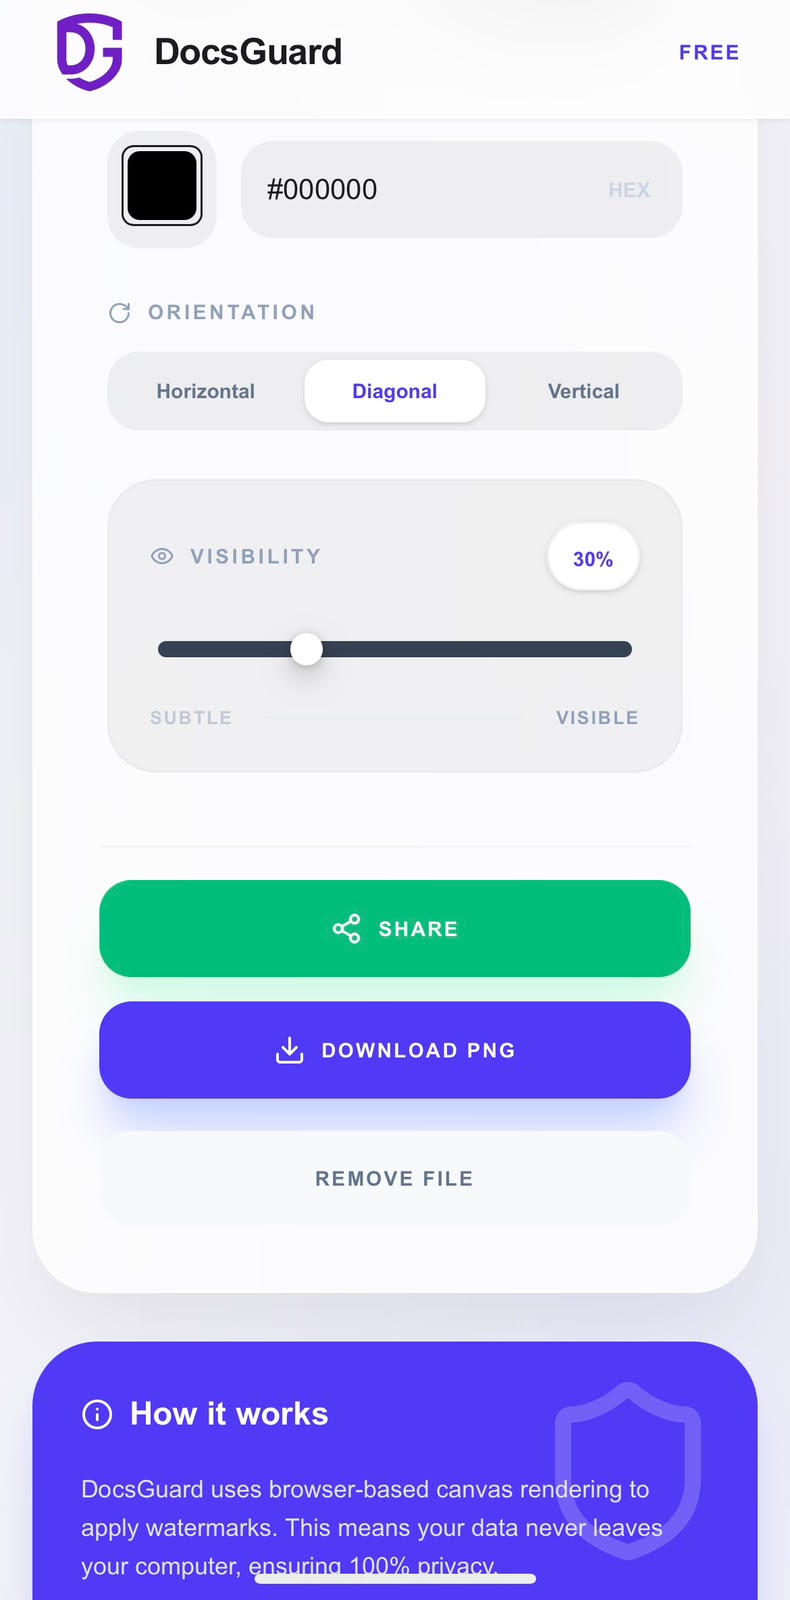 DG DocsGuard FREE
#000000 HEX
ORIENTATION
Horizontal Diagonal Vertical
VISIBILITY 30%
SUBTLE VISIBLE
SHARE
DOWNLOAD PNG
REMOVE FILE
How it works
DocsGuard uses browser-based canvas rendering to
apply watermarks. This means your data never leaves
your computer, ensuring 100% privacy.